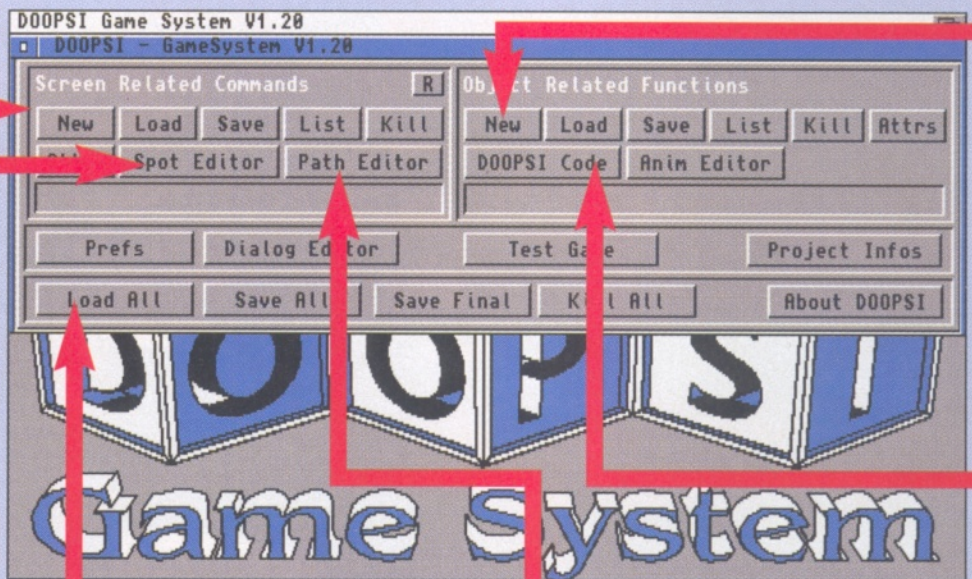 DOOPSI Game System V1.20
DOOPSI - GameSystem V1.20
Screen Related Commands R
New Load Save List Kill
Spot Editor Path Editor
Object Related Functions
New Load Save List Kill Attrs
DOOPSI Code Anim Editor
Prefs Dialog Editor Test Game Project Infos
Load All Save All Save Final Kill All About DOOPSI
DOOPSI
Game System